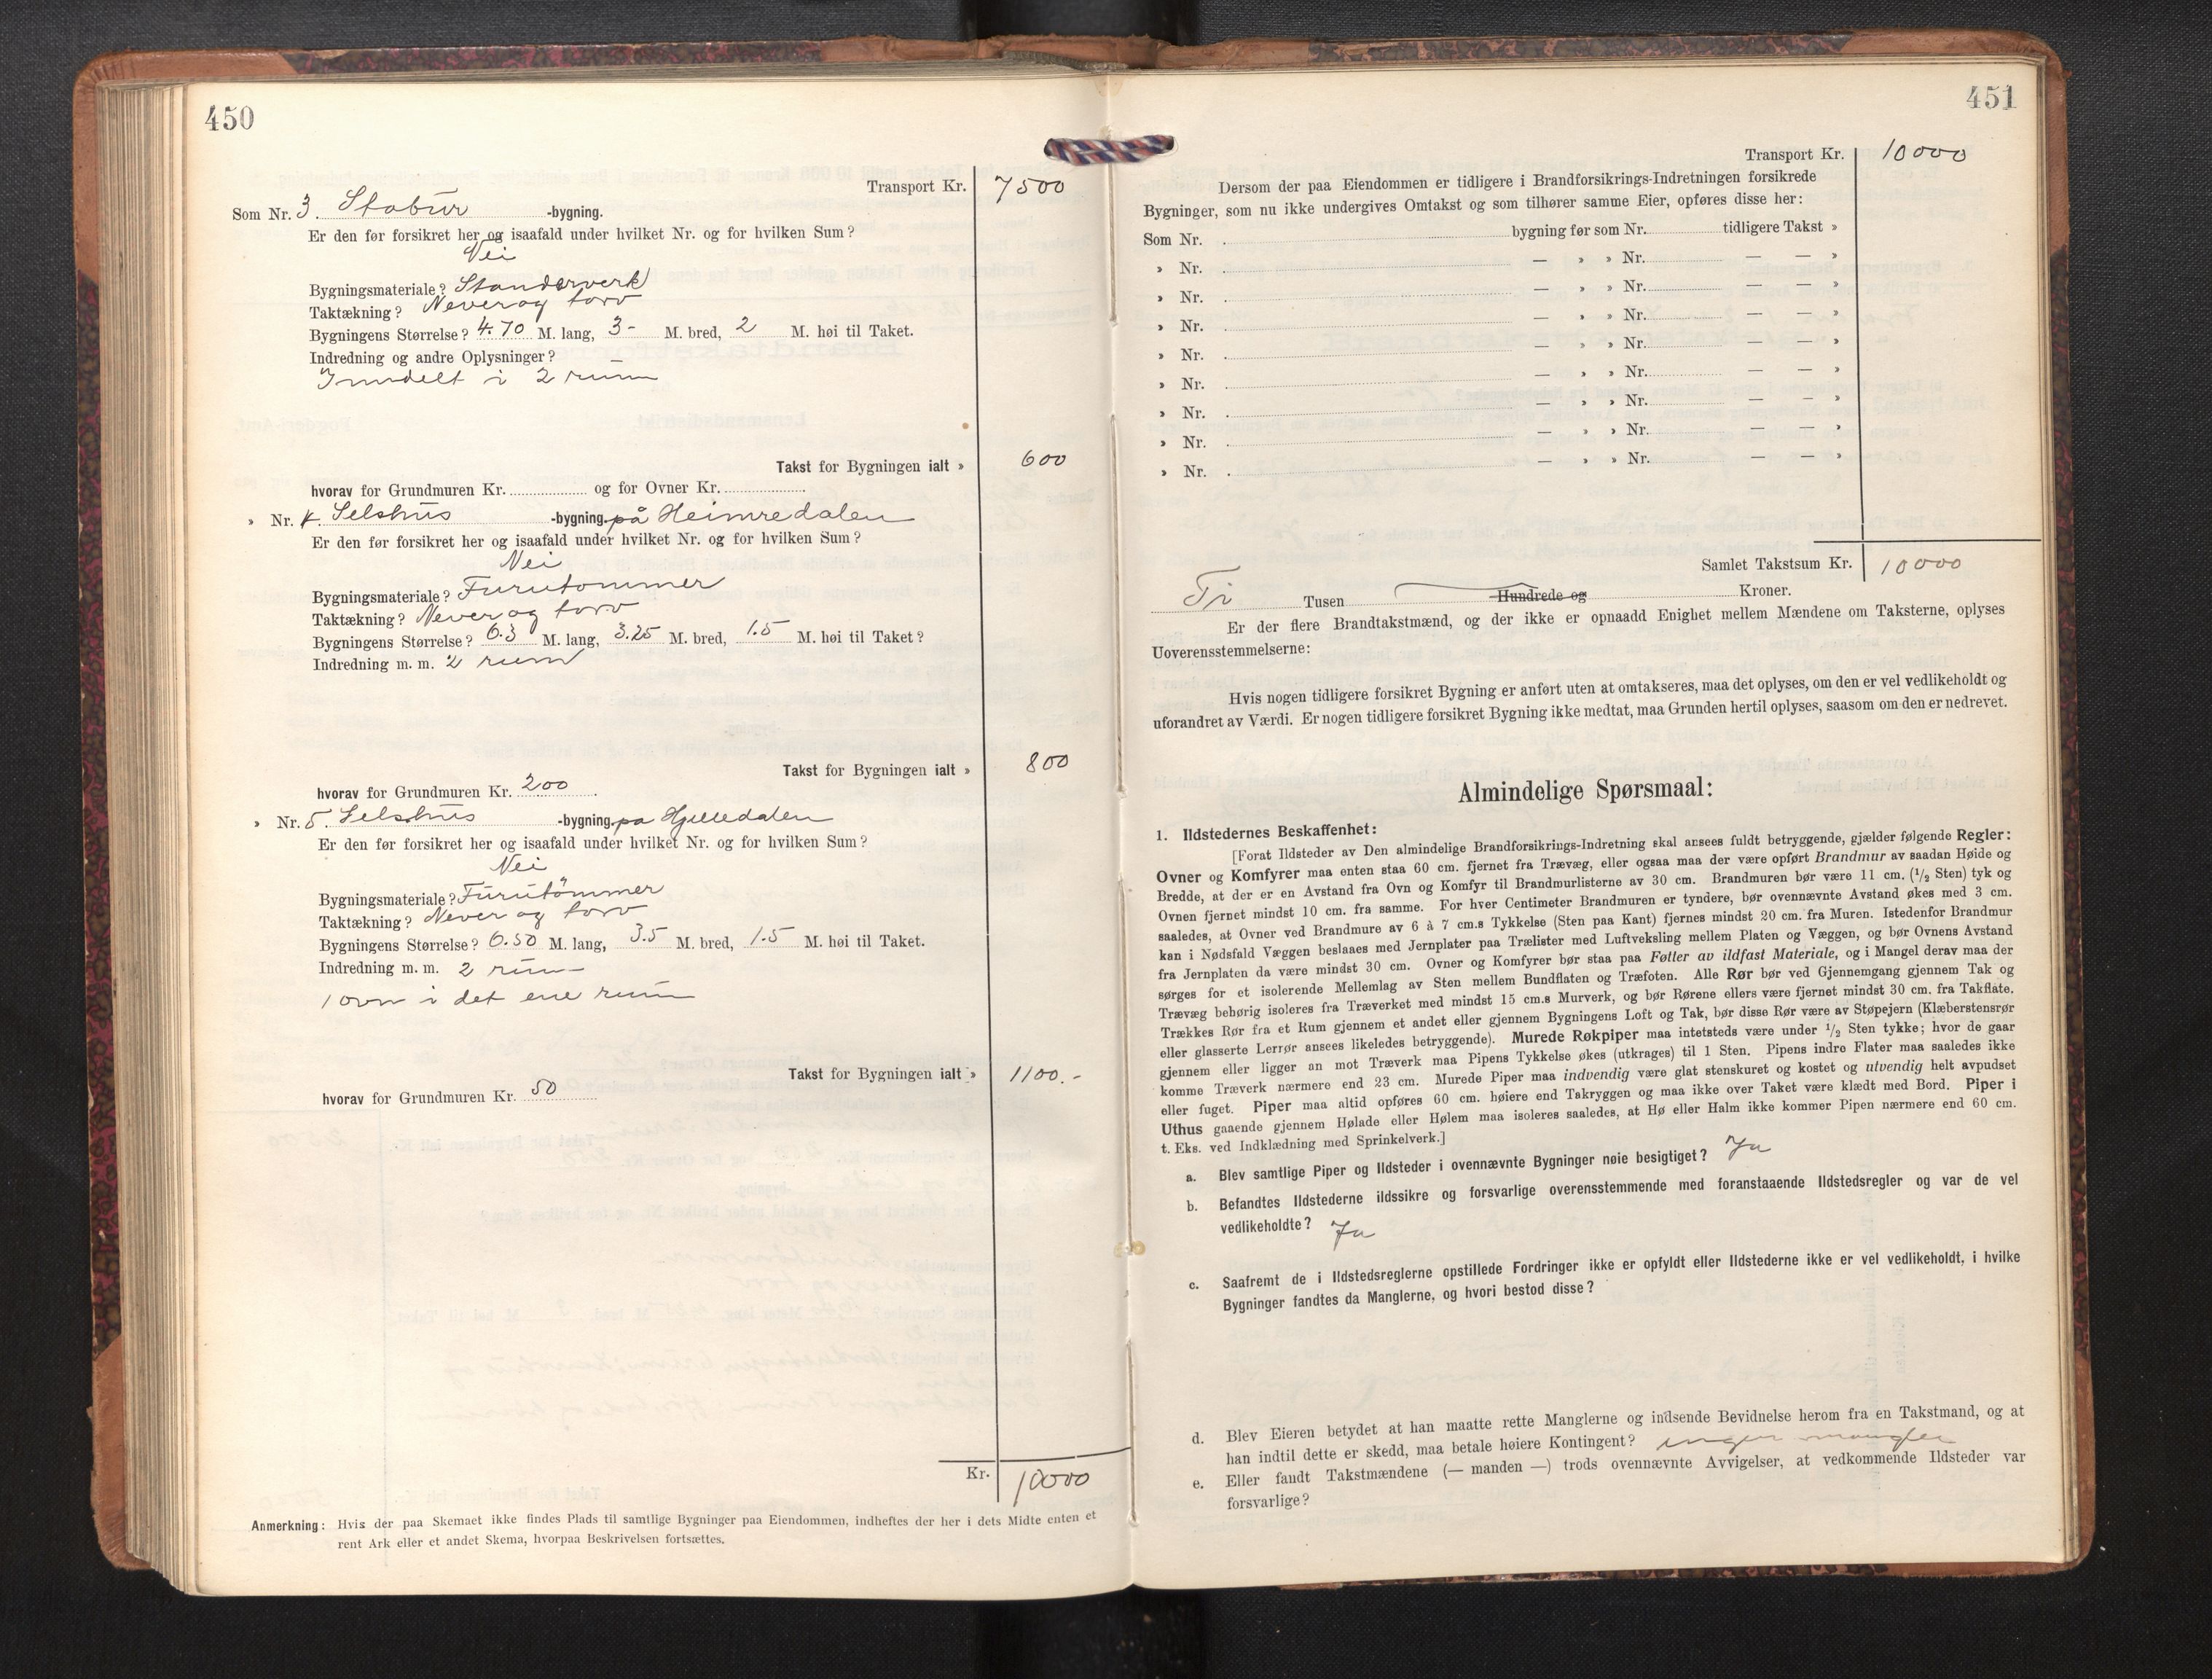 450
Transport Kr. 7500
Som Nr. 3. Stabur -bygning.
Er den før forsikret her og isaafald under hvilket Nr. og for hvilken Sum?
Nei
Bygningsmateriale? Standerverk
Taktækning? Never og torv
Bygningens Størrelse? 4.70 M. lang, 3- M. bred, 2 M. høi til Taket.
Indredning og andre Oplysninger? —
Inndelt i 2 rum
Takst for Bygningen ialt » 600
hvorav for Grundmuren Kr. og for Ovner Kr.
» Nr. 4. Selshus -bygning. på Heimredalen
Er den før forsikret her og isaafald under hvilket Nr. og for hvilken Sum?
Nei
Bygningsmateriale? Furutømmer
Taktækning? Never og torv
Bygningens Størrelse? 6.3 M. lang, 3.25 M. bred, 1.5 M. høi til Taket?
Indredning m. m. 2 rum
Takst for Bygningen ialt » 800
hvorav for Grundmuren Kr. 200.
» Nr. 5. Selshus -bygning. pa Hjelledalen
Er den før forsikret her og isaafald under hvilket Nr. og for hvilken Sum?
Nei
Bygningsmateriale? Furutömmer
Taktækning? Never og torv
Bygningens Størrelse? 6.50 M. lang, 3.5 M. bred, 1.5 M. høi til Taket.
Indredning m. m. 2 rum-
1 ovn i det ene rum
Takst for Bygningen ialt » 1100.-
hvorav for Grundmuren Kr. 50
Kr. 10000
Anmerkning: Hvis der paa Skemaet ikke findes Plads til samtlige Bygninger paa Eiendommen, indheftes der her i dets Midte enten et
rent Ark eller et andet Skema, hvorpaa Beskrivelsen fortsættes.
451
Transport Kr. 10000
Dersom der paa Eiendommen er tidligere i Brandforsikrings-Indretningen forsikrede
Bygninger, som nu ikke undergives Omtakst og som tilhører samme Eier, opføres disse her:
Som Nr. bygning før som Nr. tidligere Takst »
» Nr. — » » Nr. — — »
» Nr. — » » Nr. — — »
» Nr. — » » Nr. — — »
» Nr. — » » Nr. — — »
» Nr. — » » Nr. — — »
» Nr. — » » Nr. — — »
» Nr. — » » Nr. — — »
» Nr. — » » Nr. — — »
Samlet Takstsum Kr. 10000
Ti Tusen Hundrede og Kroner.
Er der flere Brandtakstmænd, og der ikke er opnaadd Enighet mellem Mændene om Taksterne, oplyses
Uoverensstemmelserne:
Hvis nogen tidligere forsikret Bygning er anført uten at omtakseres, maa det oplyses, om den er vel vedlikeholdt og
uforandret av Værdi. Er nogen tidligere forsikret Bygning ikke medtat, maa Grunden hertil oplyses, saasom om den er nedrevet.
Almindelige Spørsmaal:
1. Ildstedernes Beskaffenhet:
[Forat Ildsteder av Den almindelige Brandforsikrings-Indretning skal ansees fuldt betryggende, gjælder følgende Regler:
Ovner og Komfyrer maa enten staa 60 cm. fjernet fra Trævæg, eller ogsaa maa der være opført Brandmur av saadan Høide og
Bredde, at der er en Avstand fra Ovn og Komfyr til Brandmurlisterne av 30 cm. Brandmuren bør være 11 cm. (1/2 Sten) tyk og
Ovnen fjernet mindst 10 cm. fra samme. For hver Centimeter Brandmuren er tyndere, bør ovennævnte Avstand økes med 3 cm.
saaledes, at Ovner ved Brandmure av 6 à 7 cm.s Tykkelse (Sten paa Kant) fjernes mindst 20 cm. fra Muren. Istedenfor Brandmur
kan i Nødsfald Væggen beslaaes med Jernplater paa Trælister med Luftveksling mellem Platen og Væggen, og bør Ovnens Avstand
fra Jernplaten da være mindst 30 cm. Ovner og Komfyrer bør staa paa Føtter av ildfast Materiale, og i Mangel derav maa der
sørges for et isolerende Mellemlag av Sten mellem Bundflaten og Træfoten. Alle Rør bør ved Gjennemgang gjennem Tak og
Trævæg behørig isoleres fra Træverket med mindst 15 cm.s Murverk, og bør Rørene ellers være fjernet mindst 30 cm. fra Takflate.
Trækkes Rør fra et Rum gjennem et andet eller gjennem Bygningens Loft og Tak, bør disse Rør være av Støpejern (Klæberstensrør
eller glasserte Lerrør ansees likeledes betryggende). Murede Røkpiper maa intetsteds være under 1/2 Sten tykke; hvor de gaar
gjennem eller ligger an mot Træverk maa Pipens Tykkelse økes (utkrages) til 1 Sten. Pipens indre Flater maa saaledes ikke
komme Træverk nærmere end 23 cm. Murede Piper maa indvendig være glat stenskuret og kostet og utvendig helt avpudset
eller fuget. Piper maa altid opføres 60 cm. høiere end Takryggen og maa ikke over Taket være klædt med Bord. Piper i
Uthus gaaende gjennem Hølade eller Hølem maa isoleres saaledes, at Hø eller Halm ikke kommer Pipen nærmere end 60 cm.
t. Eks. ved Indklædning med Sprinkelverk.]
a. Blev samtlige Piper og Ildsteder i ovennævnte Bygninger nøie besigtiget? Ja
b. Befandtes Ildstederne ildssikre og forsvarlige overensstemmende med foranstaaende Ildstedsregler og var de vel
vedlikeholdte? Ja
c. Saafremt de i Ildstedsreglerne opstillede Fordringer ikke er opfyldt eller Ildstederne ikke er vel vedlikeholdt, i hvilke
Bygninger fandtes da Manglerne, og hvori bestod disse?
d. Blev Eieren betydet at han maatte rette Manglerne og indsende Bevidnelse herom fra en Takstmand, og at
han indtil dette er skedd, maa betale høiere Kontingent? ingen mangler
e. Eller fandt Takstmændene (— manden —) trods ovennævnte Avvigelser, at vedkommende Ildsteder var
forsvarlige?